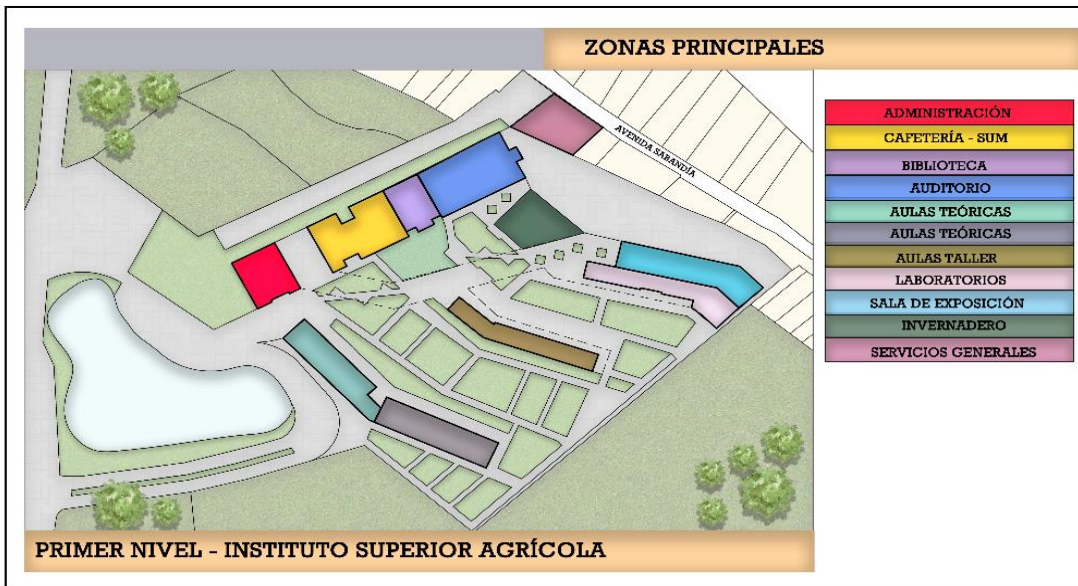 ZONAS PRINCIPALES
AVENIDA SABANDÍA
ADMINISTRACIÓN
CAFETERÍA - SUM
BIBLIOTECA
AUDITORIO
AULAS TEÓRICAS
AULAS TEÓRICAS
AULAS TALLER
LABORATORIOS
SALA DE EXPOSICIÓN
INVERNADERO
SERVICIOS GENERALES
PRIMER NIVEL - INSTITUTO SUPERIOR AGRÍCOLA